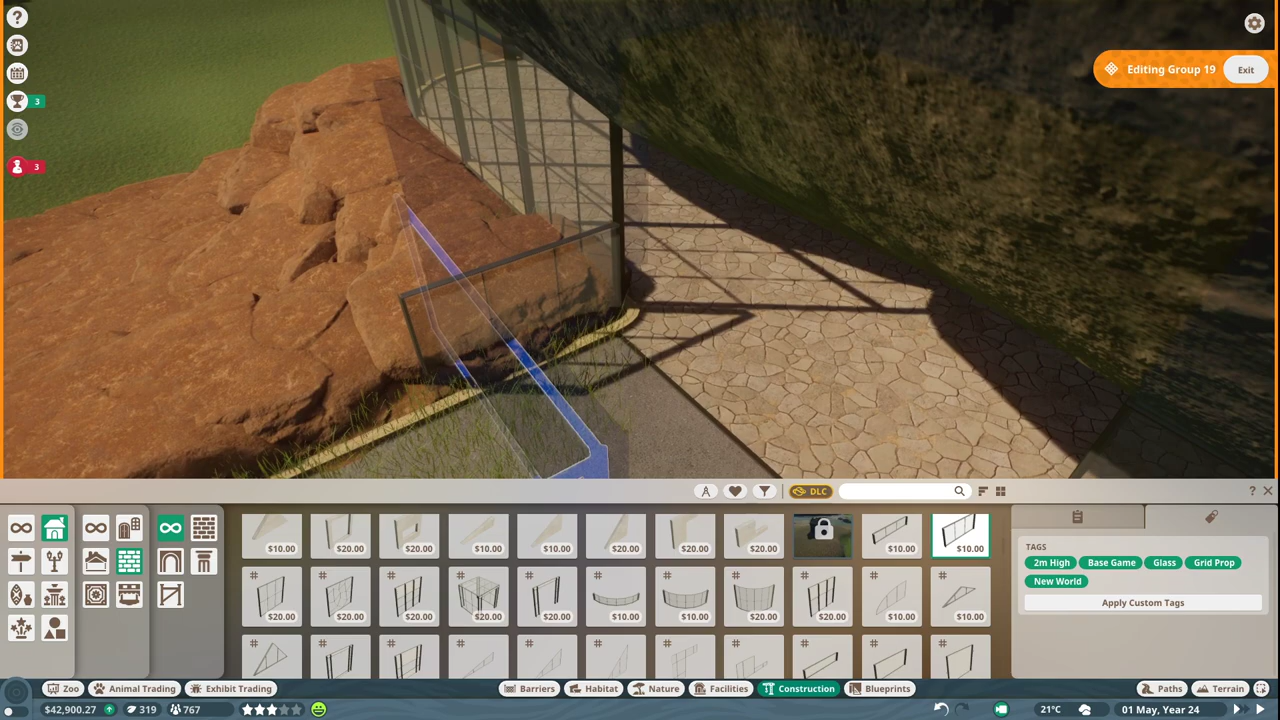 ?
3
3
Editing Group 19 Exit
DLC
? ×
$10.00 $20.00 $20.00 $10.00 $10.00 $20.00 $20.00 $20.00 $10.00 $10.00
$20.00 $20.00 $20.00 $20.00 $20.00 $10.00 $10.00 $20.00 $20.00 $10.00 $10.00
TAGS
2m High Base Game Glass Grid Prop
New World
Apply Custom Tags
Zoo Animal Trading Exhibit Trading Barriers Habitat Nature Facilities Construction Blueprints Paths Terrain
$42,900.27 319 767 21°C 01 May, Year 24